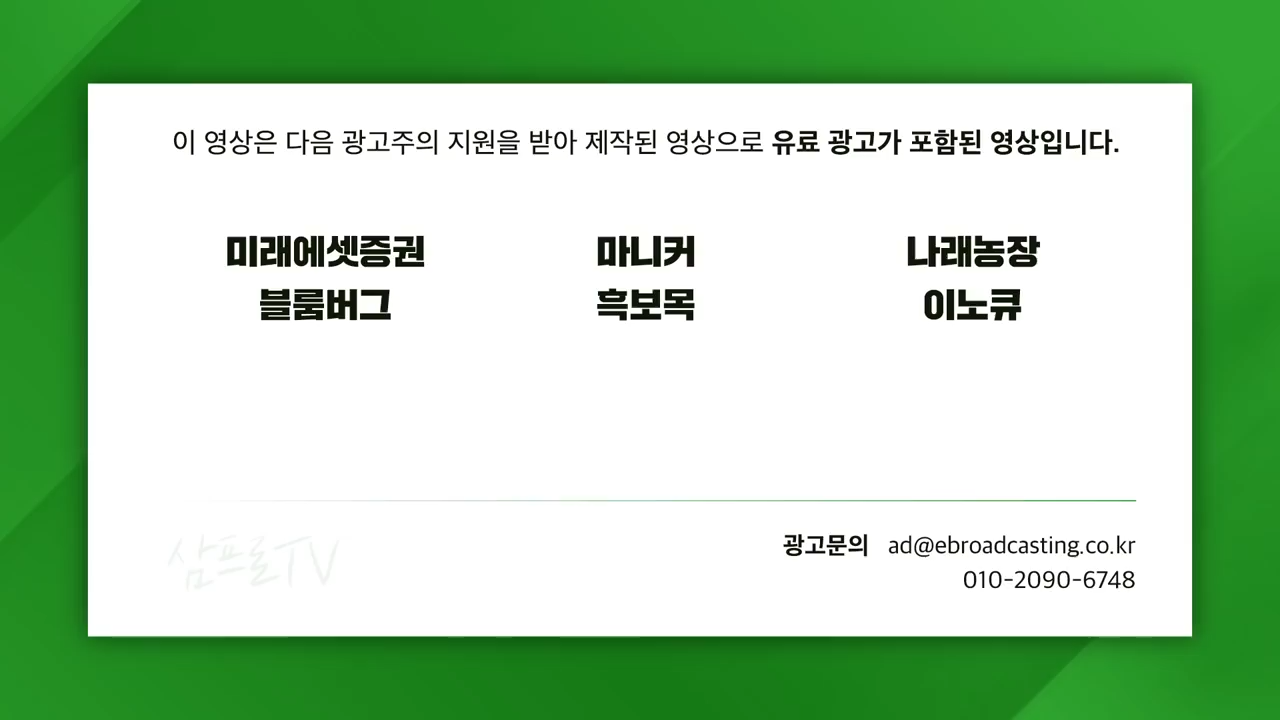 이 영상은 다음 광고주의 지원을 받아 제작된 영상으로 유료 광고가 포함된 영상입니다.
미래에셋증권 마니커 나래농장
블룸버그 흑보목 이노큐
삼프로TV
광고문의 ad@ebroadcasting.co.kr
010-2090-6748